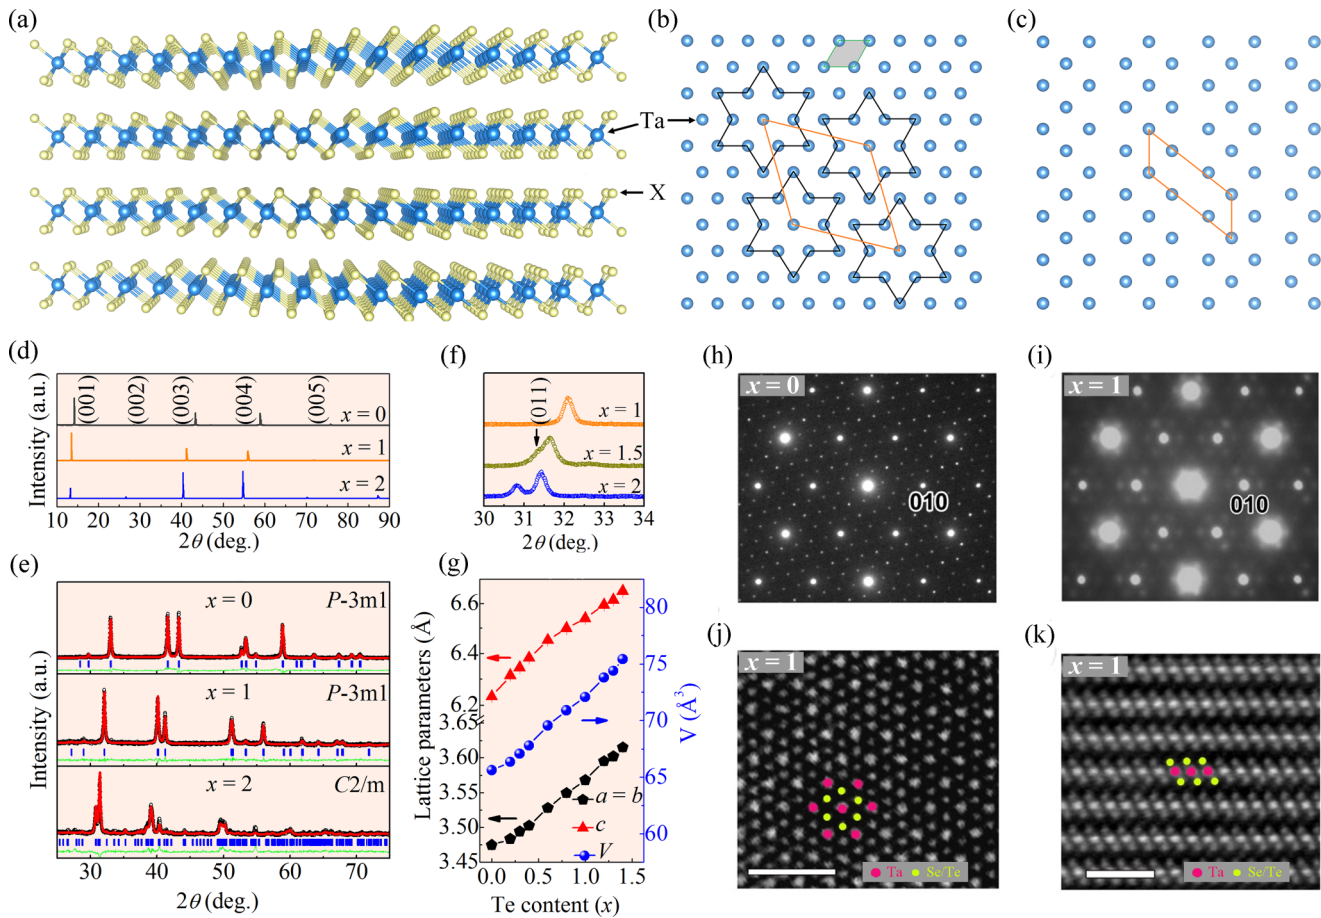 (a)
Ta
X
(b)
(c)
(d)
Intensity (a.u.)
(001)
(002)
(003)
(004)
(005)
x = 0
x = 1
x = 2
10 20 30 40 50 60 70 80 90
2θ (deg.)
(f)
(011)
x = 1
x = 1.5
x = 2
30 31 32 33 34
2θ (deg.)
(h)
x = 0
010
(i)
x = 1
010
(e)
Intensity (a.u.)
x = 0 P-3m1
x = 1 P-3m1
x = 2 C2/m
30 40 50 60 70
2θ (deg.)
(g)
Lattice parameters (Å)
6.6
6.4
6.2
3.65
3.60
3.55
3.50
3.45
V (Å³)
80
75
70
65
60
a = b
c
V
0.0 0.5 1.0 1.5
Te content (x)
(j)
x = 1
Ta Se/Te
(k)
x = 1
Ta Se/Te